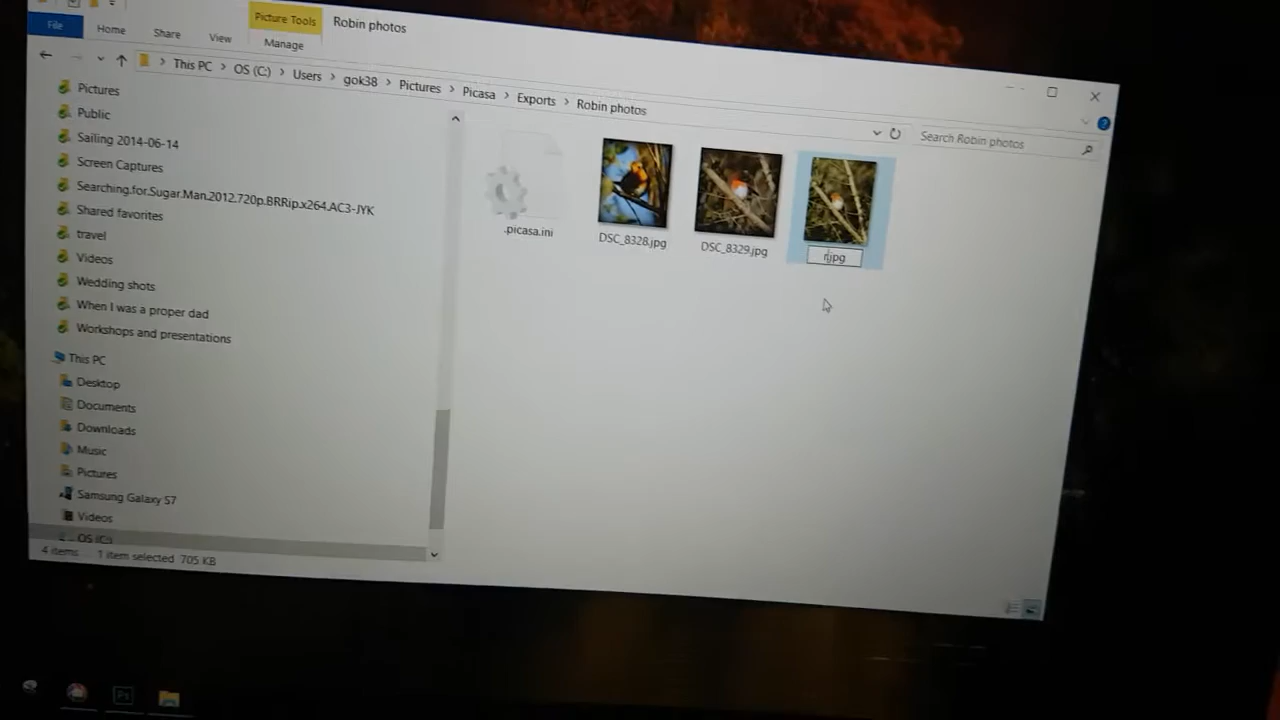 Picture Tools
Robin photos
File
Home
Share
View
Manage
This PC > OS (C:) > Users > gok38 > Pictures > Picasa > Exports > Robin photos
Search Robin photos
Pictures
Public
Sailing 2014-06-14
Screen Captures
Searching.for.Sugar.Man.2012.720p.BRRip.x264.AC3-JYK
Shared favorites
travel
Videos
Wedding shots
When I was a proper dad
Workshops and presentations
This PC
Desktop
Documents
Downloads
Music
Pictures
Samsung Galaxy S7
Videos
OS (C:)
4 items 1 item selected 705 KB
.picasa.ini
DSC_8328.jpg
DSC_8329.jpg
r.jpg
Ps